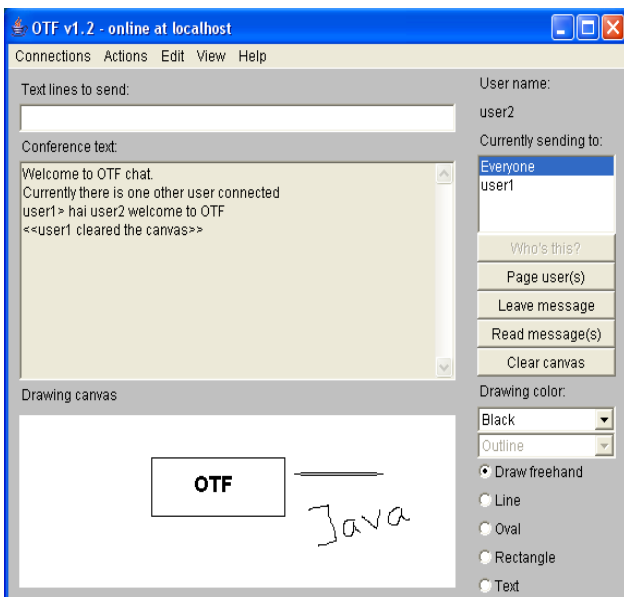 OTF v1.2 - online at localhost
Connections Actions Edit View Help
Text lines to send:
Conference text:
Welcome to OTF chat.
Currently there is one other user connected
user1> hai user2 welcome to OTF
<<user1 cleared the canvas>>
Drawing canvas
OTF
Java
User name:
user2
Currently sending to:
Everyone
user1
Who's this?
Page user(s)
Leave message
Read message(s)
Clear canvas
Drawing color:
Black
Outline
Draw freehand
Line
Oval
Rectangle
Text